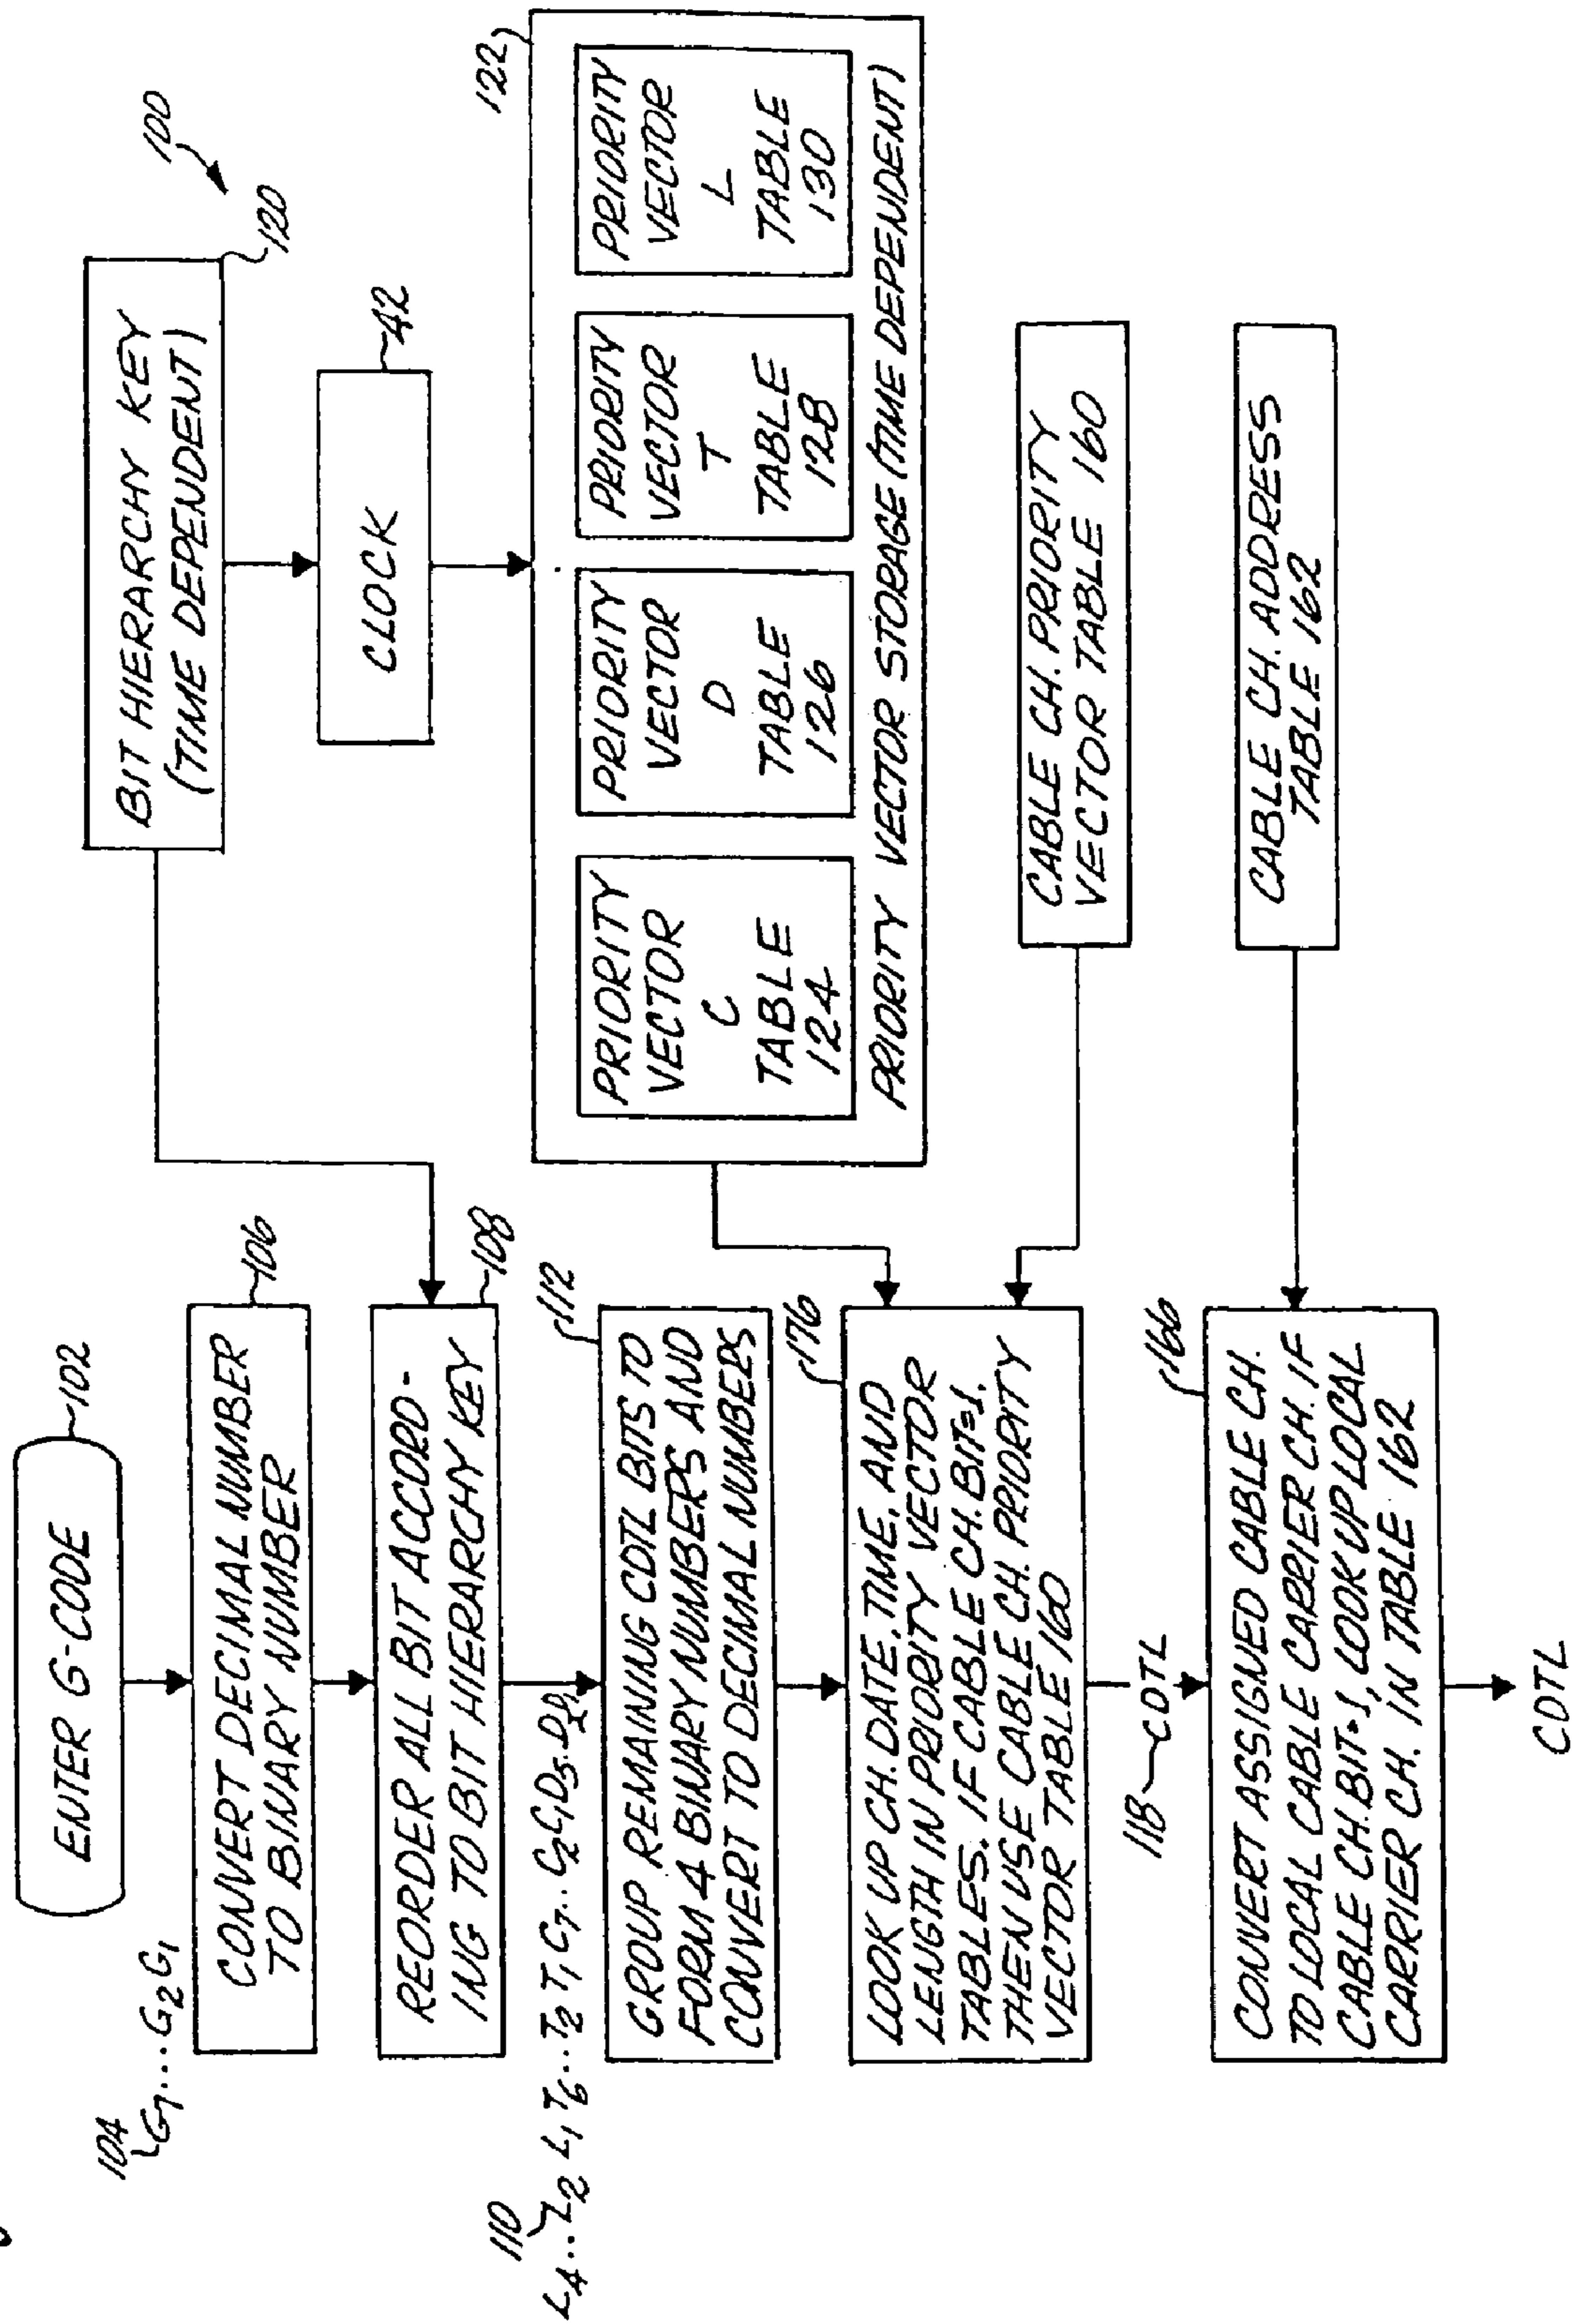 100
ENTER G-CODE
102
104
G7...G2G1
CONVERT DECIMAL NUMBER
TO BINARY NUMBER
106
REORDER ALL BIT ACCORD-
ING TO BIT HIERARCHY KEY
108
110
L4...L2 L1 T6...T2 T1 C7...C2C1D5..D2
GROUP REMAINING CDTL BITS TO
FORM 4 BINARY NUMBERS AND
CONVERT TO DECIMAL NUMBERS
112
LOOK UP CH. DATE, TIME, AND
LENGTH IN PRIORITY VECTOR
TABLES. IF CABLE CH. BIT=1.
THEN USE CABLE CH. PRIORITY
VECTOR TABLE 160
176
118
CDTL
CONVERT ASSIGNED CABLE CH.
TO LOCAL CABLE CARRIER CH. IF
CABLE CH. BIT=1, LOOK UP LOCAL
CARRIER CH. IN TABLE 162
166
CDTL
BIT HIERARCHY KEY
(TIME DEPENDENT)
120
CLOCK
42
122
PRIORITY
VECTOR
C
TABLE
124
PRIORITY
VECTOR
D
TABLE
126
PRIORITY
VECTOR
T
TABLE
128
PRIORITY
VECTOR
L
TABLE
130
PRIORITY VECTOR STORAGE (TIME DEPENDENT)
CABLE CH. PRIORITY
VECTOR TABLE 160
CABLE CH. ADDRESS
TABLE 162